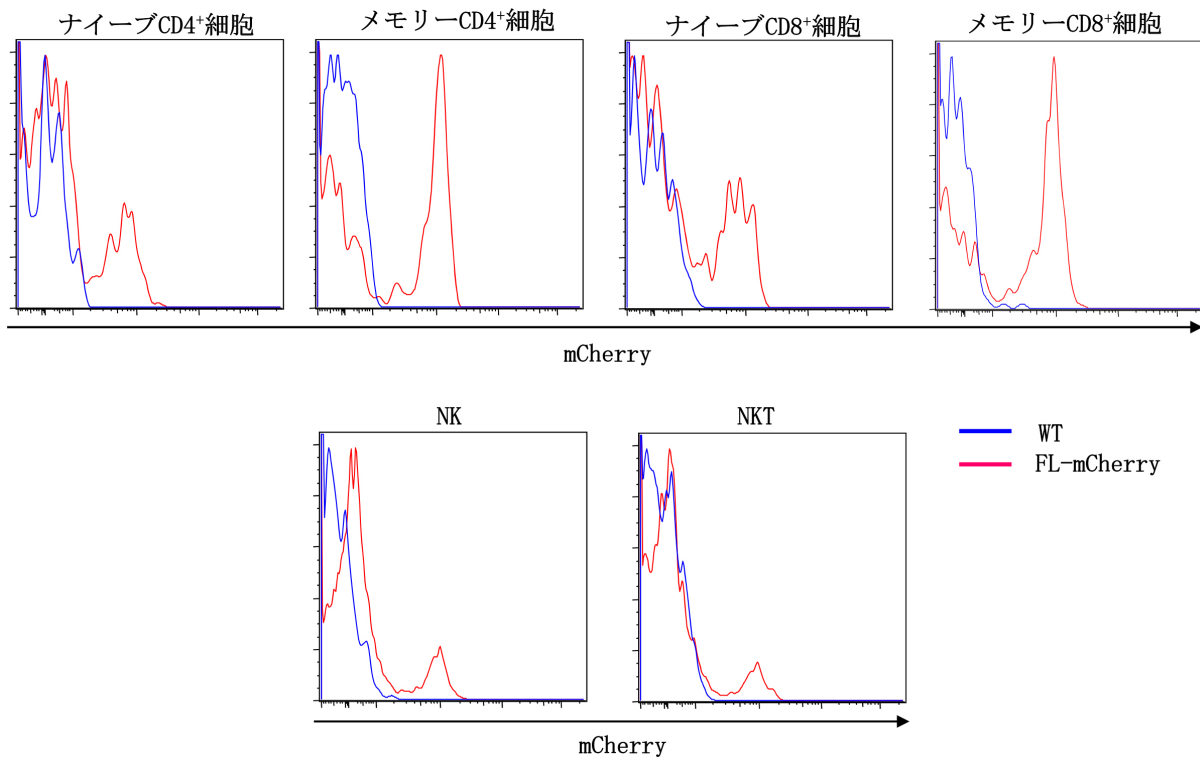 ナイーブCD4⁺細胞
メモリーCD4⁺細胞
ナイーブCD8⁺細胞
メモリーCD8⁺細胞
mCherry
NK
NKT
WT
FL-mCherry
mCherry